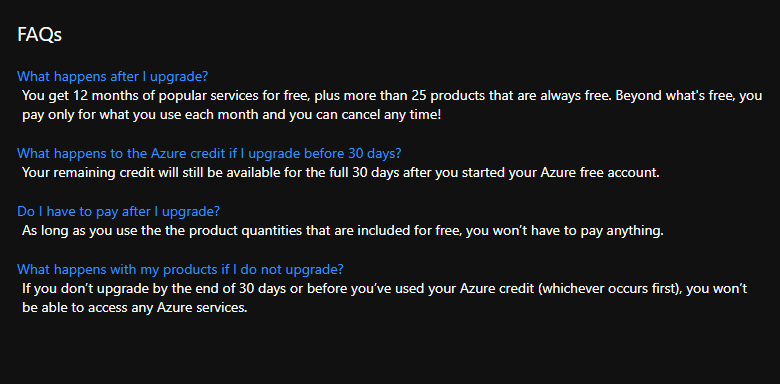 FAQs
What happens after I upgrade?
You get 12 months of popular services for free, plus more than 25 products that are always free. Beyond what's free, you
pay only for what you use each month and you can cancel any time!
What happens to the Azure credit if I upgrade before 30 days?
Your remaining credit will still be available for the full 30 days after you started your Azure free account.
Do I have to pay after I upgrade?
As long as you use the the product quantities that are included for free, you won’t have to pay anything.
What happens with my products if I do not upgrade?
If you don’t upgrade by the end of 30 days or before you’ve used your Azure credit (whichever occurs first), you won’t
be able to access any Azure services.